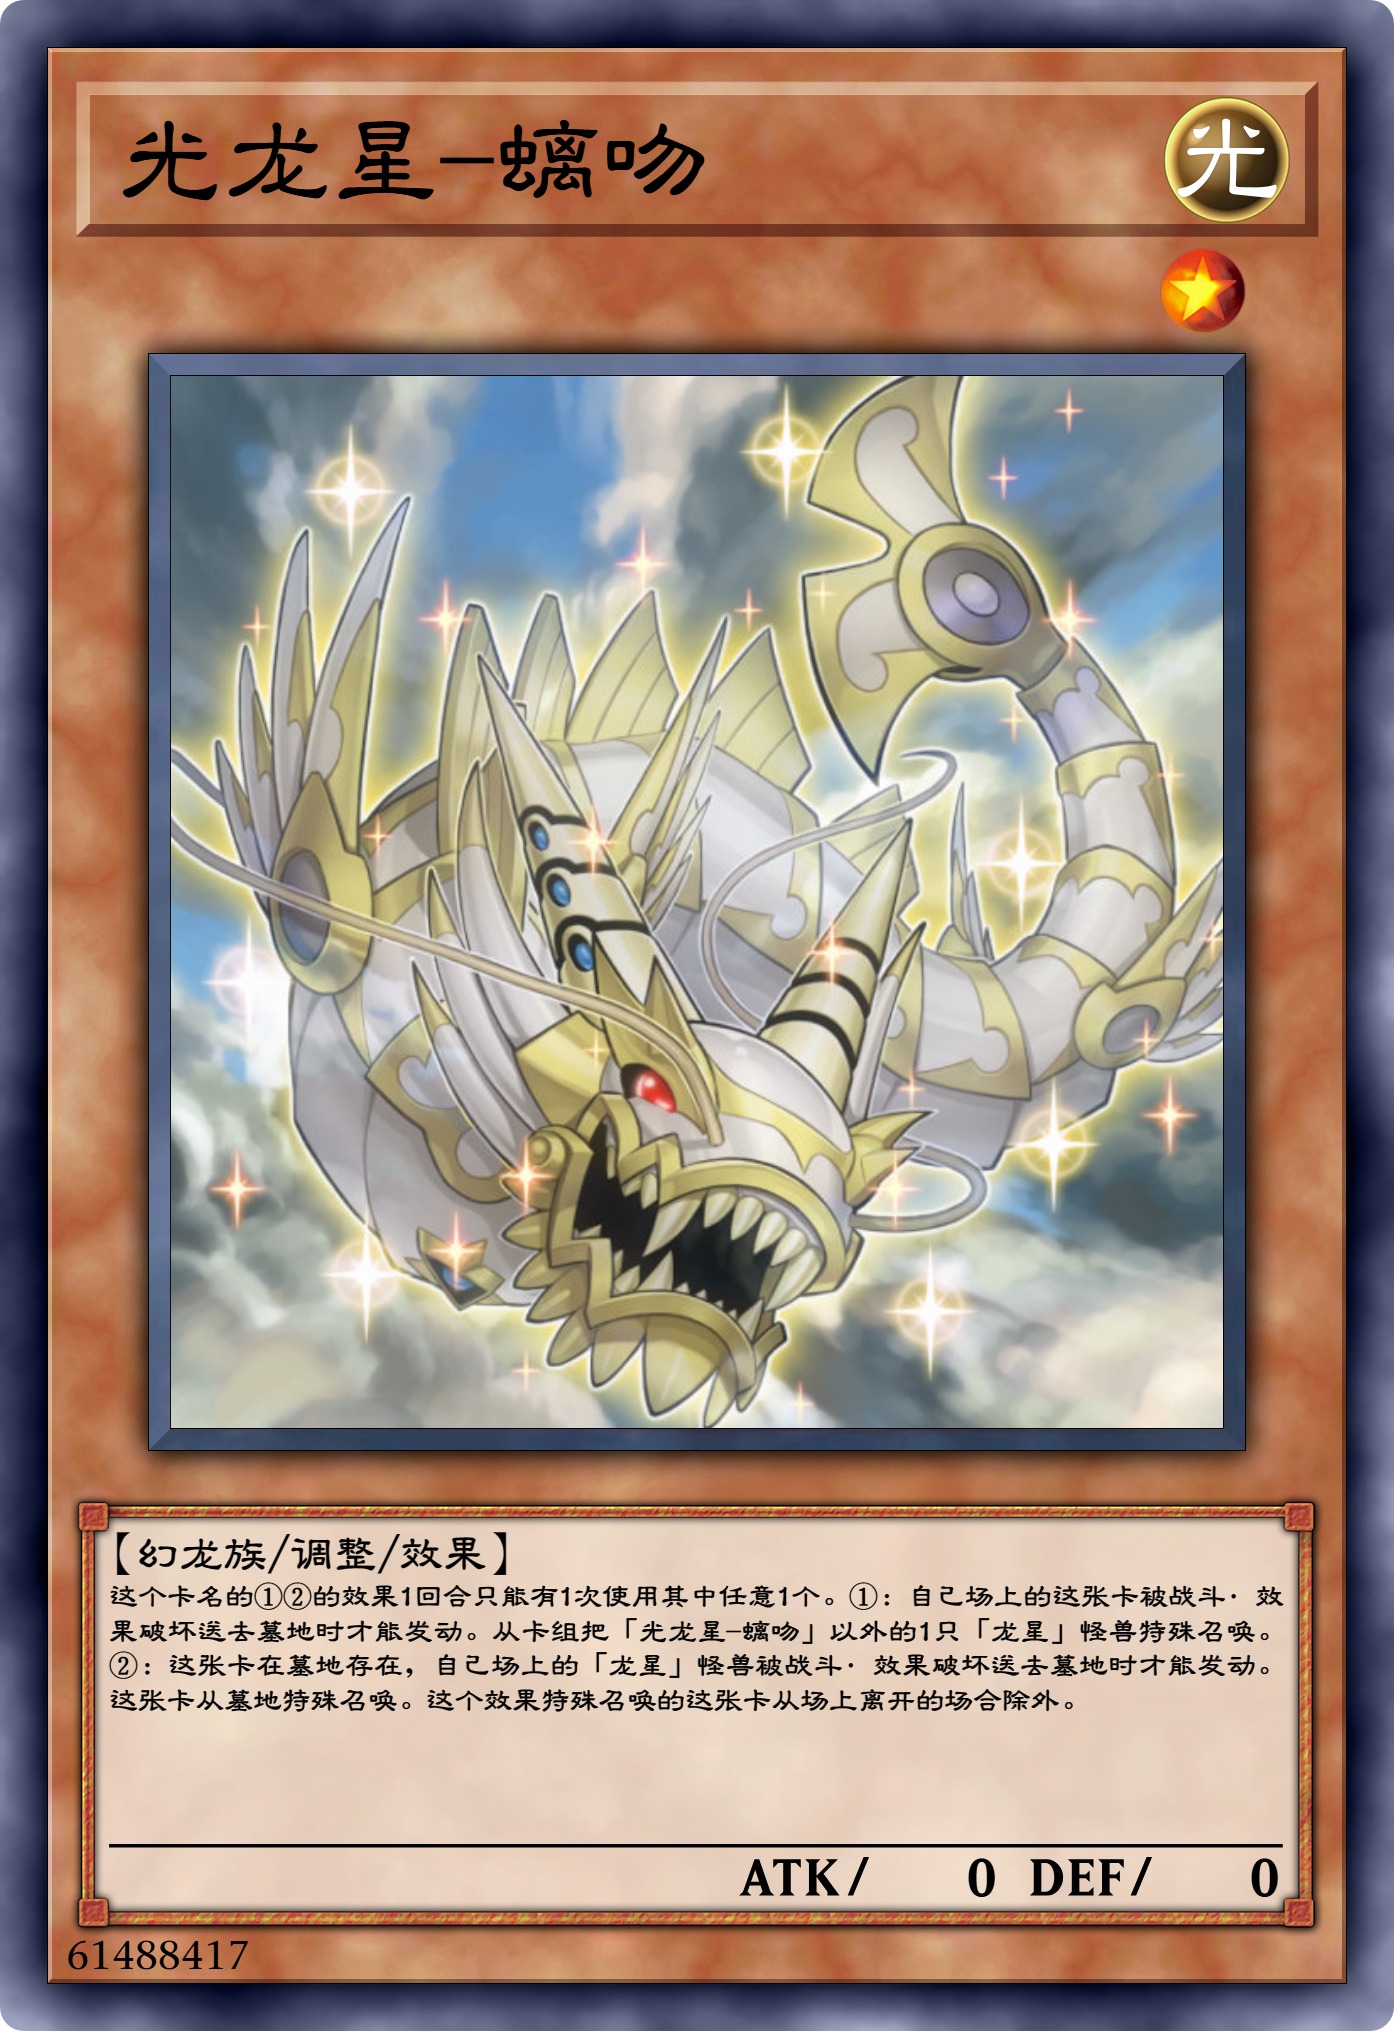 光龙星-螭吻
光
【幻龙族/调整/效果】
这个卡名的①②的效果1回合只能有1次使用其中任意1个。①：自己场上的这张卡被战斗·效
果破坏送去墓地时才能发动。从卡组把「光龙星-螭吻」以外的1只「龙星」怪兽特殊召唤。
②：这张卡在墓地存在，自己场上的「龙星」怪兽被战斗·效果破坏送去墓地时才能发动。
这张卡从墓地特殊召唤。这个效果特殊召唤的这张卡从场上离开的场合除外。
ATK/ 0 DEF/ 0
61488417